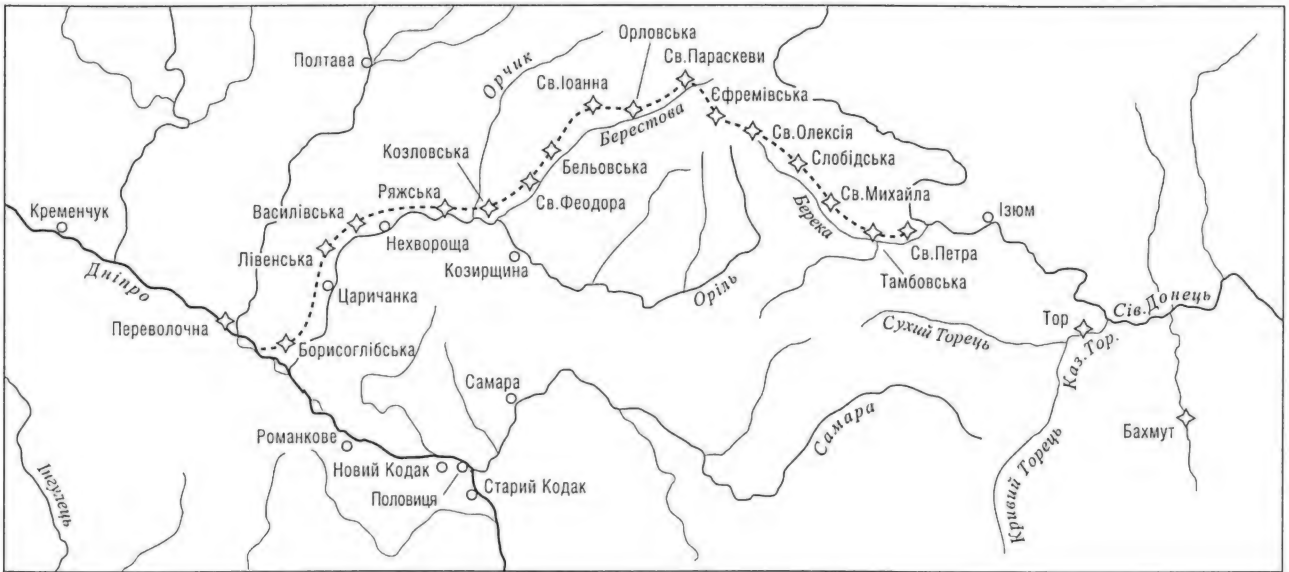 Орловська
Полтава
Св.Параскеви
Орчик
Св.Іоанна
Єфремівська
Берестова
Св.Олексія
Козловська
Бельовська
Слобідська
Ряжська
Св.Михайла
Василівська
Св.Феодора
Кременчук
Ізюм
Нехвороща
Берека
Лівенська
Козирщина
Св.Петра
Дніпро
Царичанка
Оріль
Тамбовська
Сів.Донець
Переволочна
Тор
Сухий Торець
Борисоглібська
Каз.Тор.
Самара
Самара
Бахмут
Романкове
Новий Кодак
Кривий Торець
Інгулець
Половиця
Старий Кодак